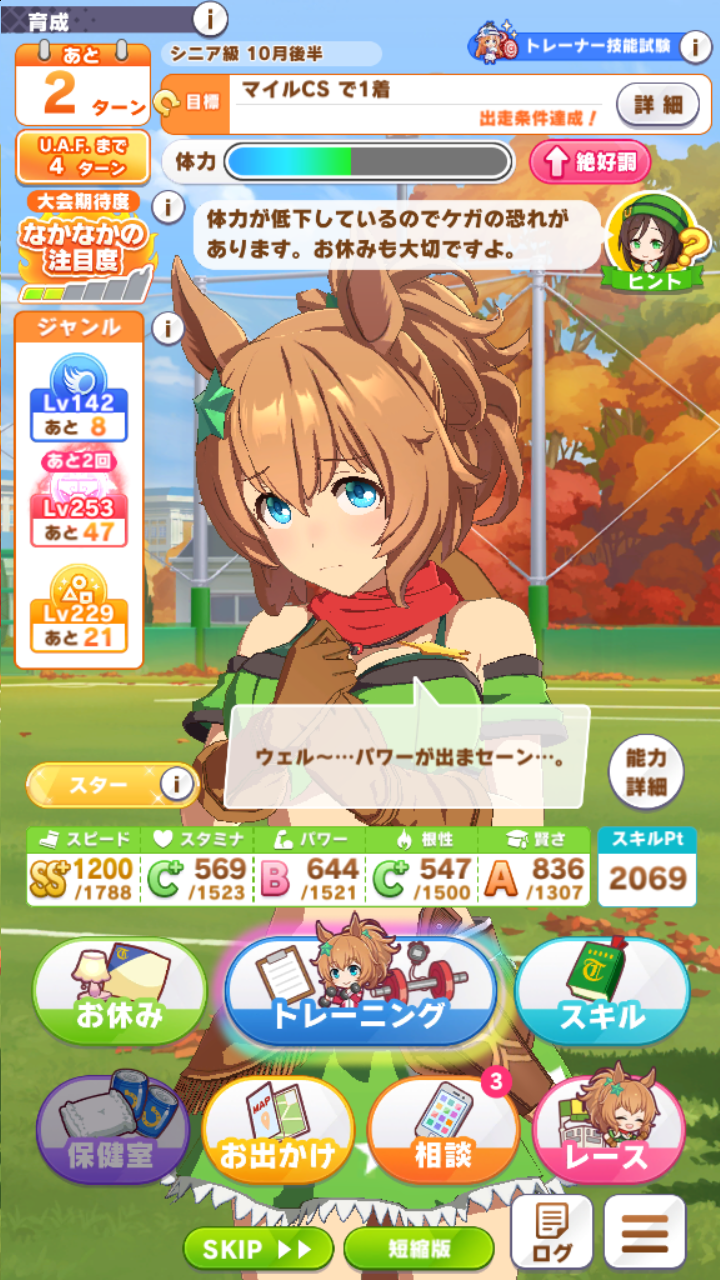 育成
i
あと
2 ターン
シニア級 10月後半
トレーナー技能試験
i
目標
マイルCS で1着
出走条件達成！
詳細
U.A.F. まで
4 ターン
体力
絶好調
大会期待度
i
なかなかの
注目度
体力が低下しているのでケガの恐れが
あります。お休みも大切ですよ。
ヒント
ジャンル
i
Lv142
あと 8
あと2回
Lv253
あと 47
Lv229
あと 21
ウェル～…パワーが出まセーン…。
スター
i
能力
詳細
スピード
スタミナ
パワー
根性
賢さ
スキルPt
SS+ 1200
/1788
C+ 569
/1523
B 644
/1521
C+ 547
/1500
A 836
/1307
2069
お休み
トレーニング
スキル
保健室
MAP
お出かけ
3
相談
レース
SKIP
短縮版
ログ